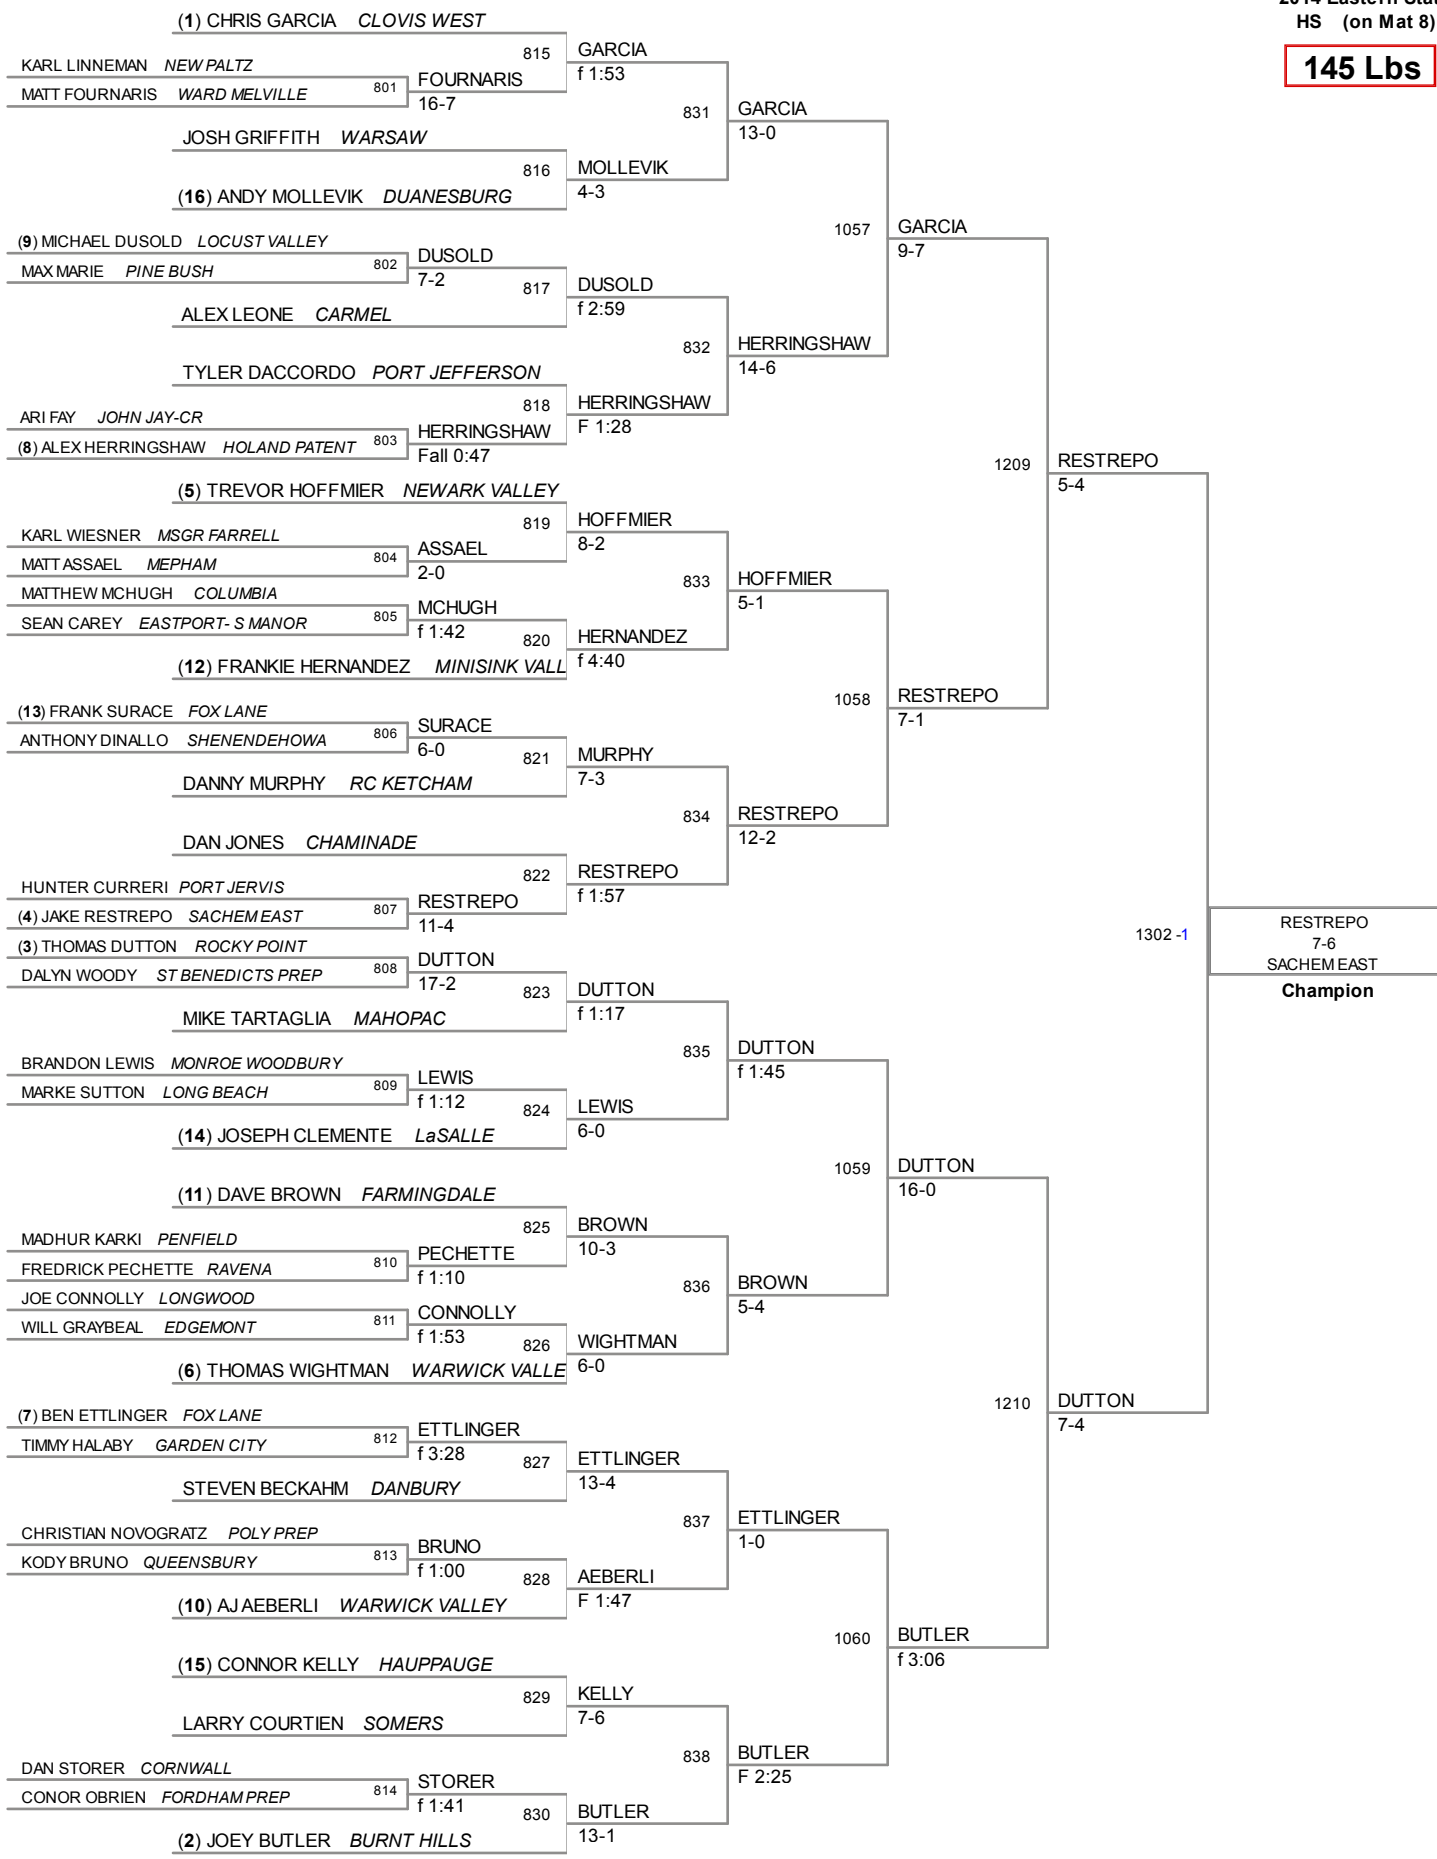 2014 Eastern Stat
HS (on Mat 8)
145 Lbs
(1) CHRIS GARCIA CLOVIS WEST
815 GARCIA
KARL LINNEMAN NEW PALTZ
f 1:53
801 FOURNARIS
MATT FOURNARIS WARD MELVILLE
16-7
831 GARCIA
13-0
JOSH GRIFFITH WARSAW
816 MOLLEVIK
4-3
(16) ANDY MOLLEVIK DUANESBURG
1057 GARCIA
9-7
(9) MICHAEL DUSOLD LOCUST VALLEY
802 DUSOLD
MAX MARIE PINE BUSH
7-2
817 DUSOLD
f 2:59
ALEX LEONE CARMEL
832 HERRINGSHAW
14-6
TYLER DACCORDO PORT JEFFERSON
818 HERRINGSHAW
F 1:28
ARI FAY JOHN JAY-CR
803 HERRINGSHAW
(8) ALEX HERRINGSHAW HOLAND PATENT
Fall 0:47
1209 RESTREPO
5-4
(5) TREVOR HOFFMIER NEWARK VALLEY
819 HOFFMIER
8-2
KARL WIESNER MSGR FARRELL
804 ASSAEL
MATT ASSAEL MEPHAM
2-0
833 HOFFMIER
5-1
MATTHEW MCHUGH COLUMBIA
805 MCHUGH
SEAN CAREY EASTPORT- S MANOR
f 1:42
820 HERNANDEZ
f 4:40
(12) FRANKIE HERNANDEZ MINISINK VALL
1058 RESTREPO
7-1
(13) FRANK SURACE FOX LANE
806 SURACE
ANTHONY DINALLO SHENENDEHOWA
6-0
821 MURPHY
7-3
DANNY MURPHY RC KETCHAM
834 RESTREPO
12-2
DAN JONES CHAMINADE
822 RESTREPO
f 1:57
HUNTER CURRERI PORT JERVIS
807 RESTREPO
(4) JAKE RESTREPO SACHEM EAST
11-4
1302 -1
RESTREPO
7-6
SACHEM EAST
Champion
(3) THOMAS DUTTON ROCKY POINT
808 DUTTON
DALYN WOODY ST BENEDICTS PREP
17-2
823 DUTTON
f 1:17
MIKE TARTAGLIA MAHOPAC
835 DUTTON
f 1:45
BRANDON LEWIS MONROE WOODBURY
809 LEWIS
MARKE SUTTON LONG BEACH
f 1:12
824 LEWIS
6-0
(14) JOSEPH CLEMENTE LaSALLE
1059 DUTTON
16-0
(11) DAVE BROWN FARMINGDALE
825 BROWN
10-3
MADHUR KARKI PENFIELD
810 PECHETTE
FREDRICK PECHETTE RAVENA
f 1:10
836 BROWN
5-4
JOE CONNOLLY LONGWOOD
811 CONNOLLY
WILL GRAYBEAL EDGEMONT
f 1:53
826 WIGHTMAN
6-0
(6) THOMAS WIGHTMAN WARWICK VALLE
1210 DUTTON
7-4
(7) BEN ETTLINGER FOX LANE
812 ETTLINGER
TIMMY HALABY GARDEN CITY
f 3:28
827 ETTLINGER
13-4
STEVEN BECKAHM DANBURY
837 ETTLINGER
1-0
CHRISTIAN NOVOGRATZ POLY PREP
813 BRUNO
KODY BRUNO QUEENSBURY
f 1:00
828 AEBERLI
F 1:47
(10) AJ AEBERLI WARWICK VALLEY
1060 BUTLER
f 3:06
(15) CONNOR KELLY HAUPPAUGE
829 KELLY
7-6
LARRY COURTIEN SOMERS
838 BUTLER
F 2:25
DAN STORER CORNWALL
814 STORER
CONOR OBRIEN FORDHAM PREP
f 1:41
830 BUTLER
13-1
(2) JOEY BUTLER BURNT HILLS